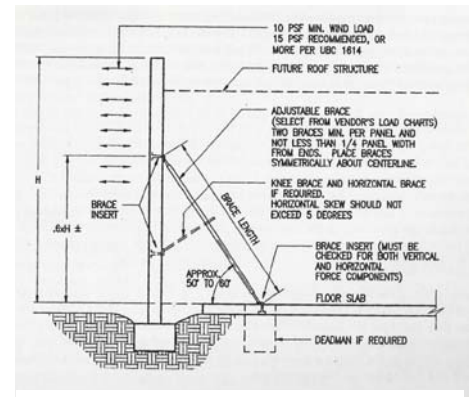 10 PSF MIN. WIND LOAD
15 PSF RECOMMENDED, OR
MORE PER UBC 1614
FUTURE ROOF STRUCTURE
ADJUSTABLE BRACE
(SELECT FROM VENDOR'S LOAD CHARTS)
TWO BRACES MIN. PER PANEL AND
NOT LESS THAN 1/4 PANEL WIDTH
FROM ENDS. PLACE BRACES
SYMMETRICALLY ABOUT CENTERLINE.
KNEE BRACE AND HORIZONTAL BRACE
IF REQUIRED.
HORIZONTAL SKEW SHOULD NOT
EXCEED 5 DEGREES
H
.6xH ±
BRACE
INSERT
BRACE LENGTH
APPROX.
50° TO 60°
BRACE INSERT (MUST BE
CHECKED FOR BOTH VERTICAL
AND HORIZONTAL
FORCE COMPONENTS)
FLOOR SLAB
DEADMAN IF REQUIRED